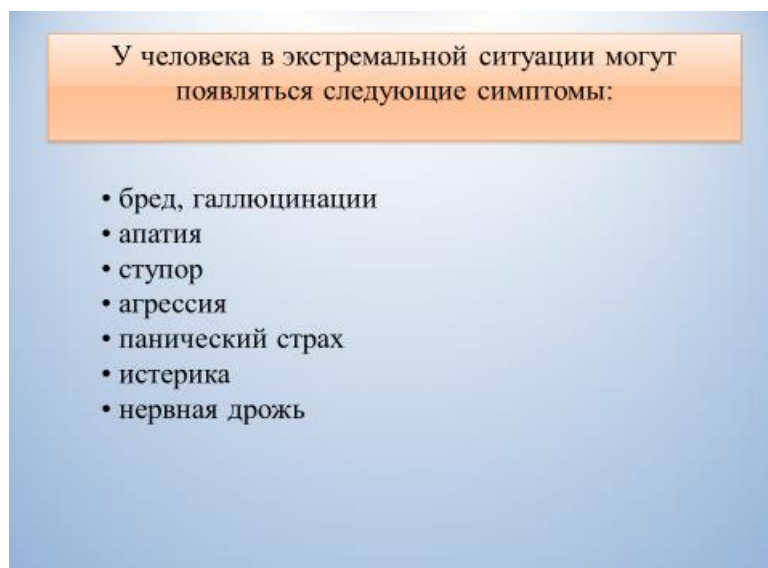 У человека в экстремальной ситуации могут
появляться следующие симптомы:
• бред, галлюцинации
• апатия
• ступор
• агрессия
• панический страх
• истерика
• нервная дрожь